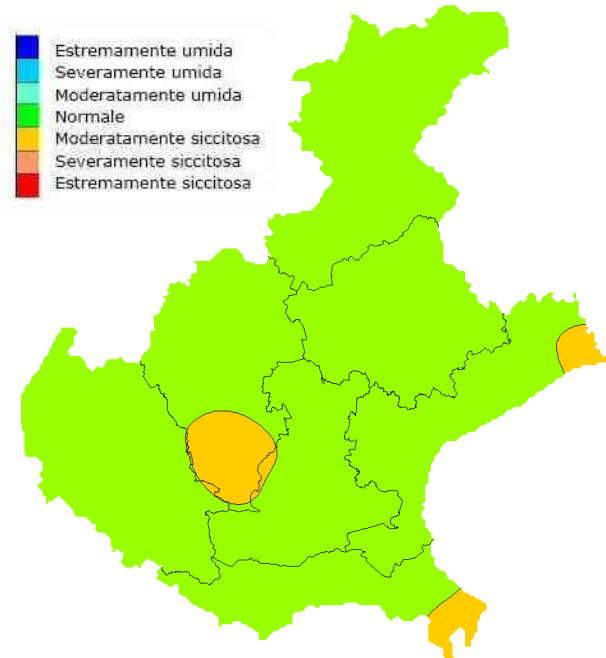 Estremamente umida
Severamente umida
Moderatamente umida
Normale
Moderatamente siccitosa
Severamente siccitosa
Estremamente siccitosa